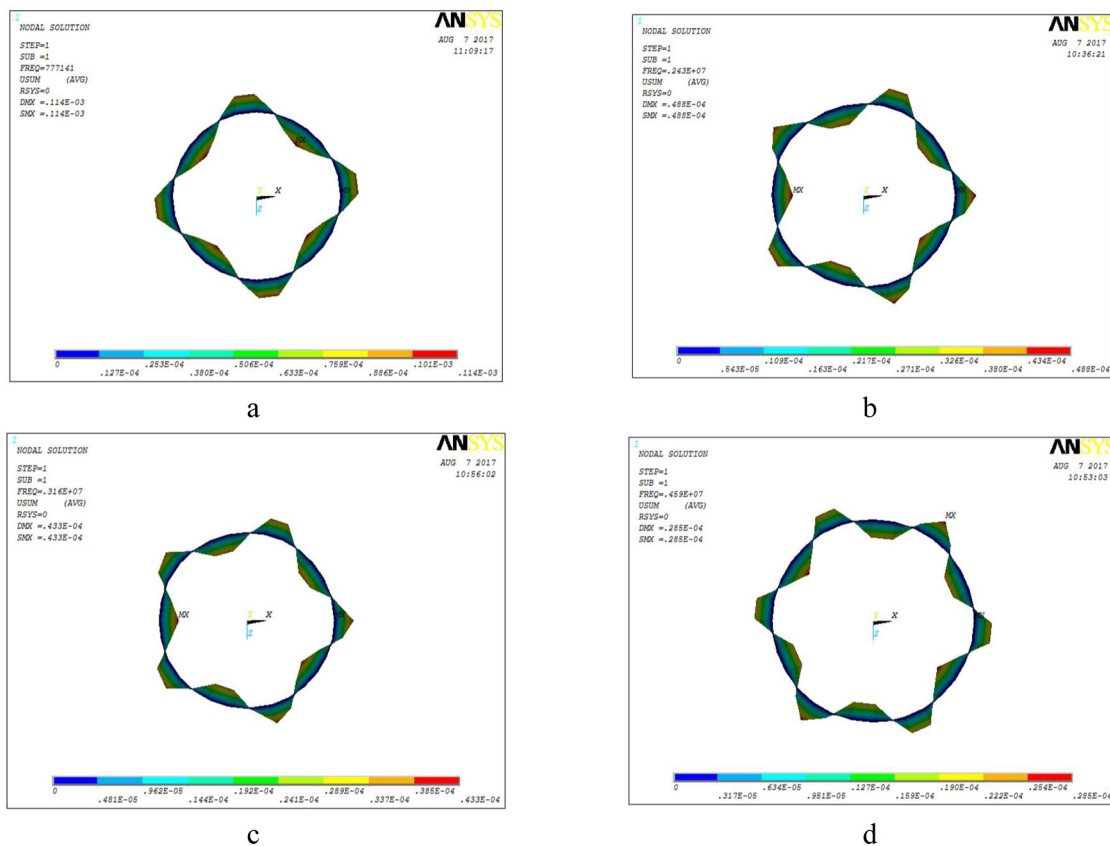 1
NODAL SOLUTION
STEP=1
SUB =1
FREQ=777141
USUM (AVG)
RSYS=0
DMX =.114E-03
SMX =.114E-03
ANSYS
AUG 7 2017
11:09:17
MX
MN
Y X
Z
0 .253E-04 .506E-04 .759E-04 .101E-03
.127E-04 .380E-04 .633E-04 .886E-04 .114E-03
a
1
NODAL SOLUTION
STEP=1
SUB =1
FREQ=.243E+07
USUM (AVG)
RSYS=0
DMX =.488E-04
SMX =.488E-04
ANSYS
AUG 7 2017
10:36:21
MX
MN
Y X
Z
0 .109E-04 .217E-04 .326E-04 .434E-04
.543E-05 .163E-04 .271E-04 .380E-04 .488E-04
b
1
NODAL SOLUTION
STEP=1
SUB =1
FREQ=.316E+07
USUM (AVG)
RSYS=0
DMX =.433E-04
SMX =.433E-04
ANSYS
AUG 7 2017
10:56:02
MX
MN
Y X
Z
0 .962E-05 .192E-04 .289E-04 .385E-04
.481E-05 .144E-04 .241E-04 .337E-04 .433E-04
c
1
NODAL SOLUTION
STEP=1
SUB =1
FREQ=.459E+07
USUM (AVG)
RSYS=0
DMX =.285E-04
SMX =.285E-04
ANSYS
AUG 7 2017
10:53:03
MX
MN
Y X
Z
0 .634E-05 .127E-04 .190E-04 .254E-04
.317E-05 .951E-05 .159E-04 .222E-04 .285E-04
d